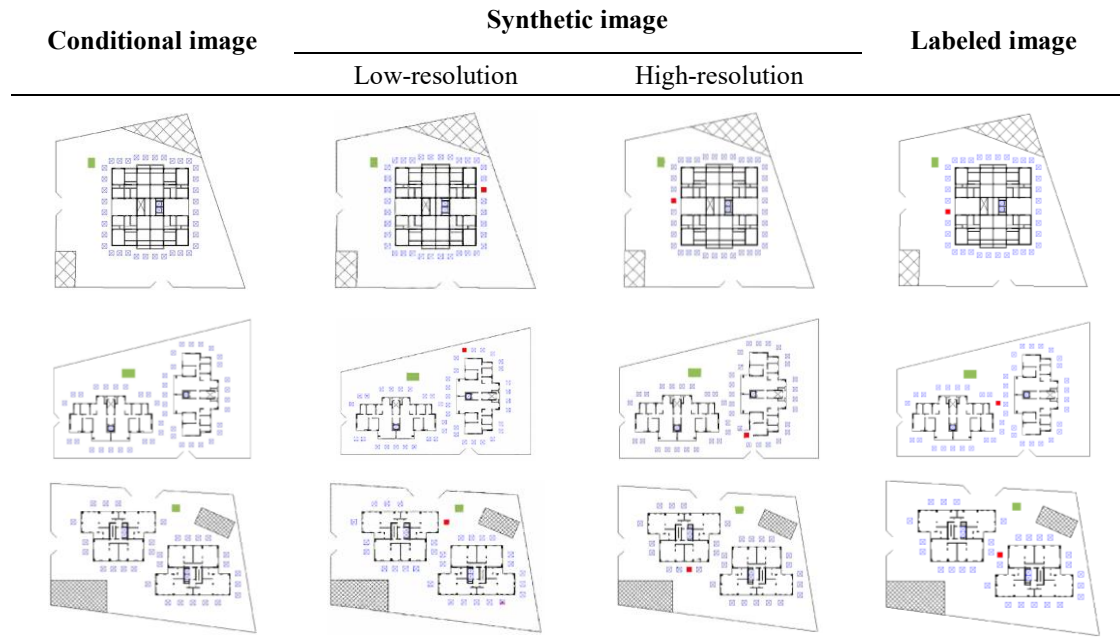 Conditional image
Synthetic image
Labeled image
Low-resolution
High-resolution